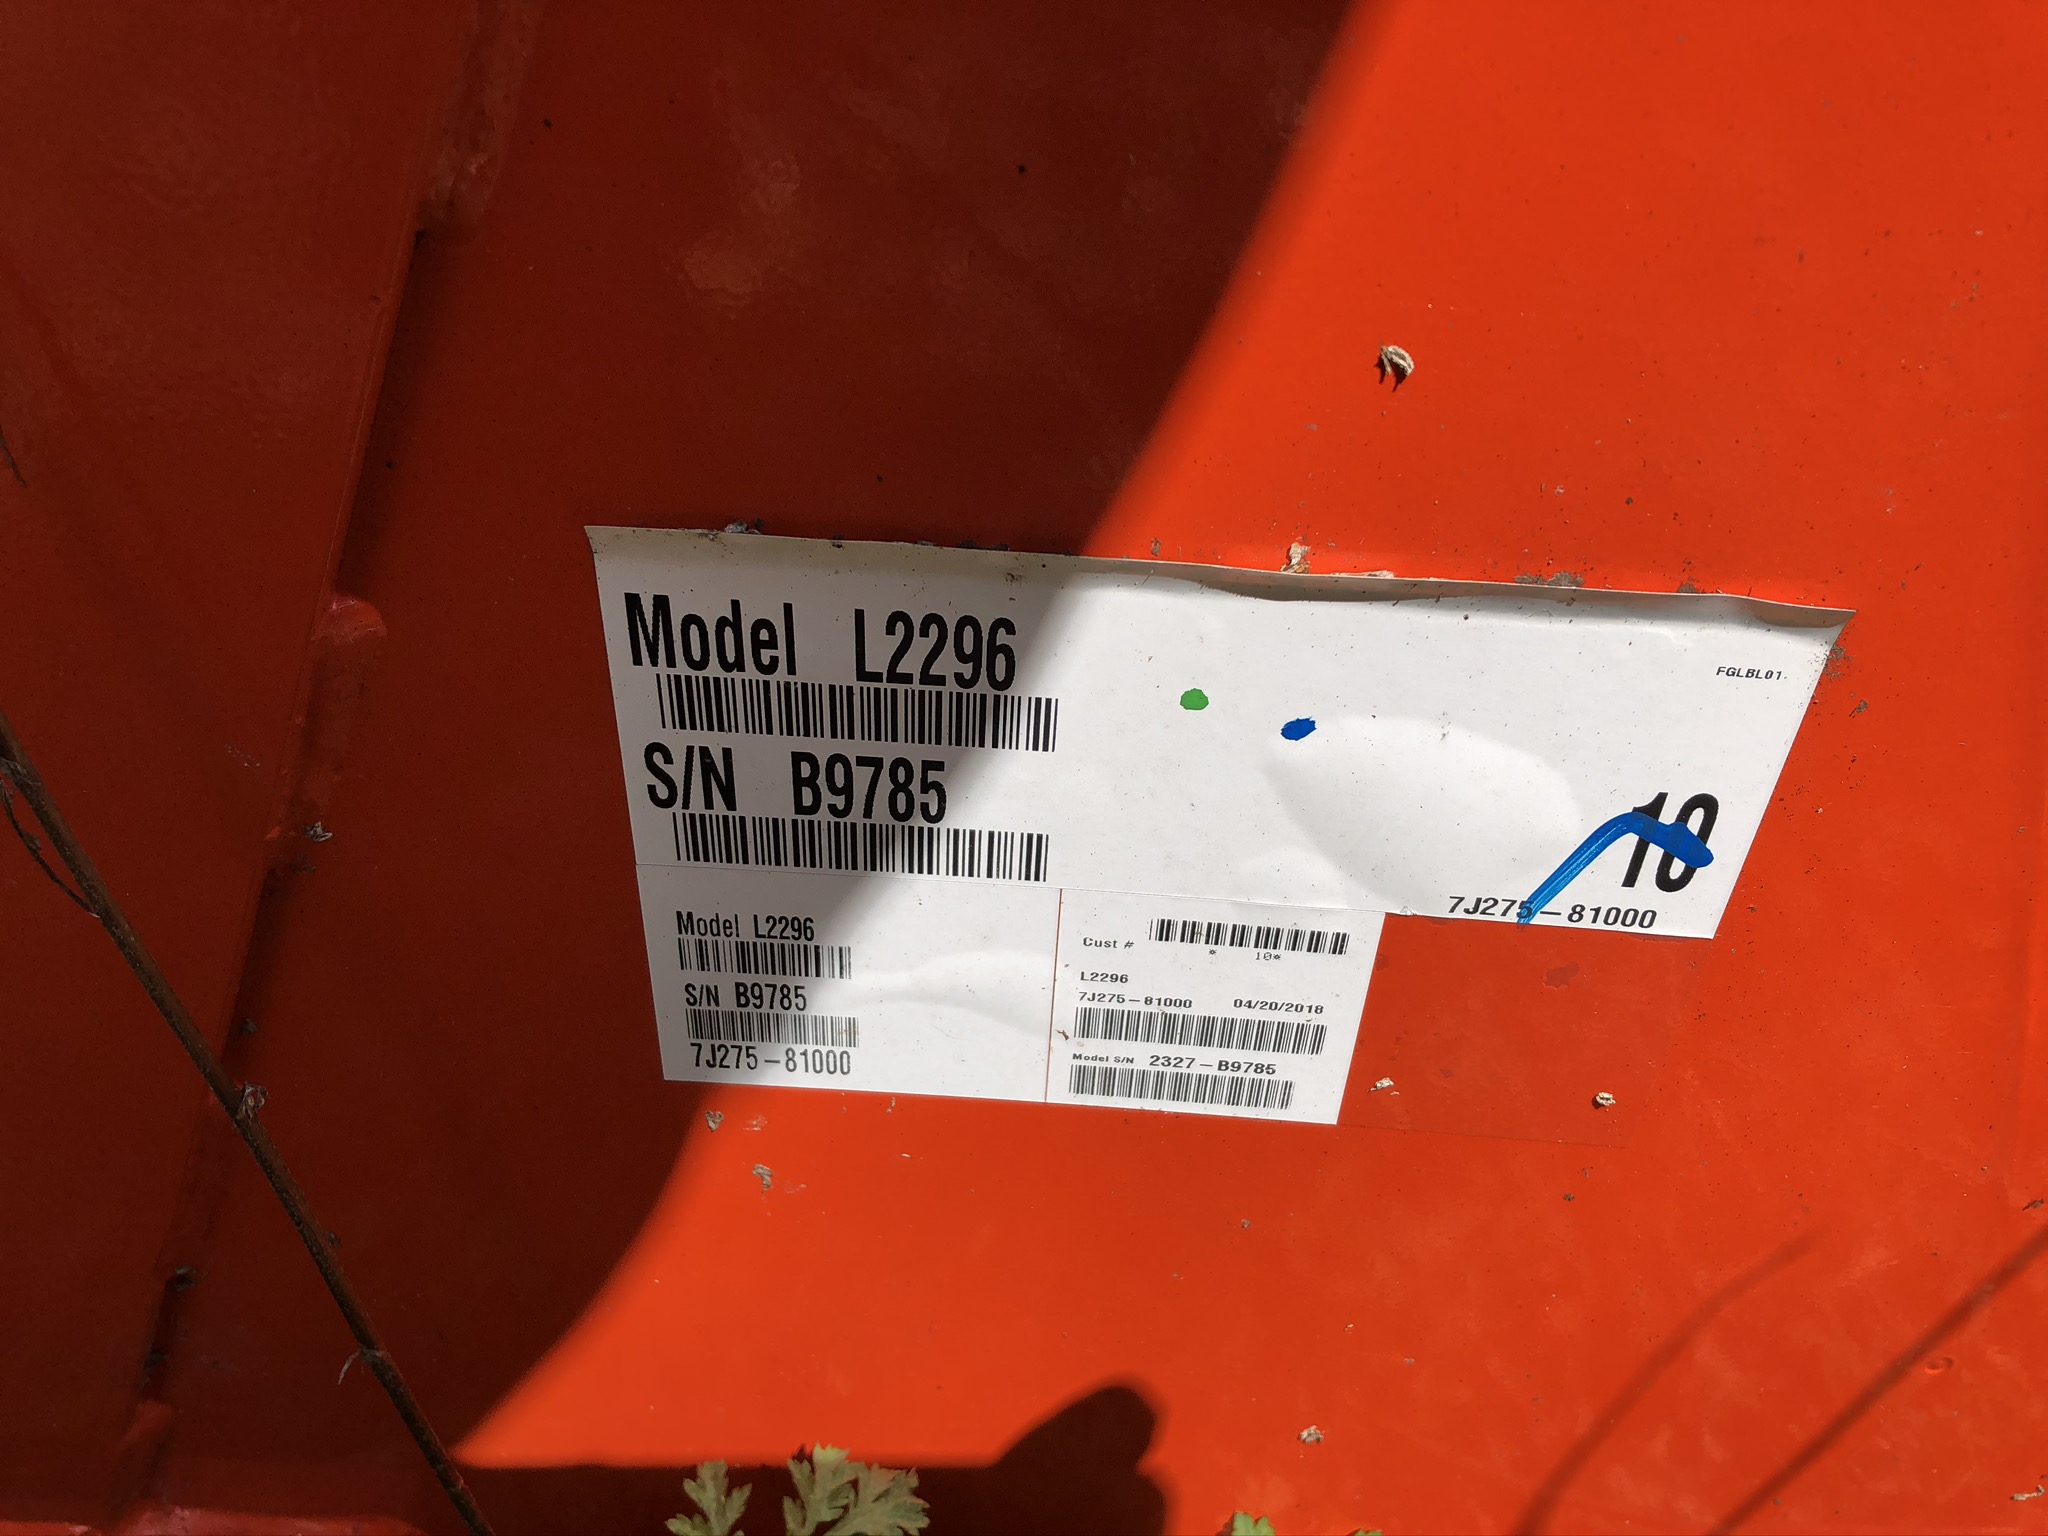 Model L2296
FGLBL01
S/N B9785
10
7J275-81000
Model L2296
S/N B9785
7J275-81000
Cust #
* 10*
L2296
7J275-81000 04/20/2018
Model S/N 2327-B9785